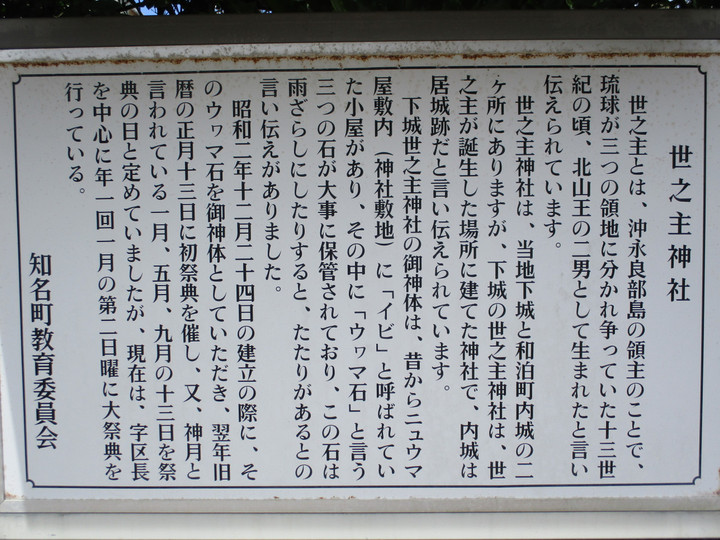 世之主神社
世之主とは、沖永良部島の領主のことで、
琉球が三つの領地に分かれ争っていた十三世
紀の頃、北山王の二男として生まれたと言い
伝えられています。
世之主神社は、当地下城と和泊町内城の二
ヶ所にありますが、下城の世之主神社は、世
之主が誕生した場所に建てた神社で、内城は
居城跡だと言い伝えられています。
下城世之主神社の御神体は、昔からニュウマ
屋敷内（神社敷地）に「イビ」と呼ばれてい
た小屋があり、その中に「ウヮマ石」と言う
三つの石が大事に保管されており、この石は
雨ざらしにしたりすると、たたりがあるとの
言い伝えがありました。
昭和二年十二月二十四日の建立の際に、そ
のウヮマ石を御神体としていただき、翌年旧
暦の正月十三日に初祭典を催し、又、神月と
言われている一月、五月、九月の十三日を祭
典の日と定めていましたが、現在は、字区長
を中心に年一回一月の第二日曜に大祭典を
行っている。
知名町教育委員会